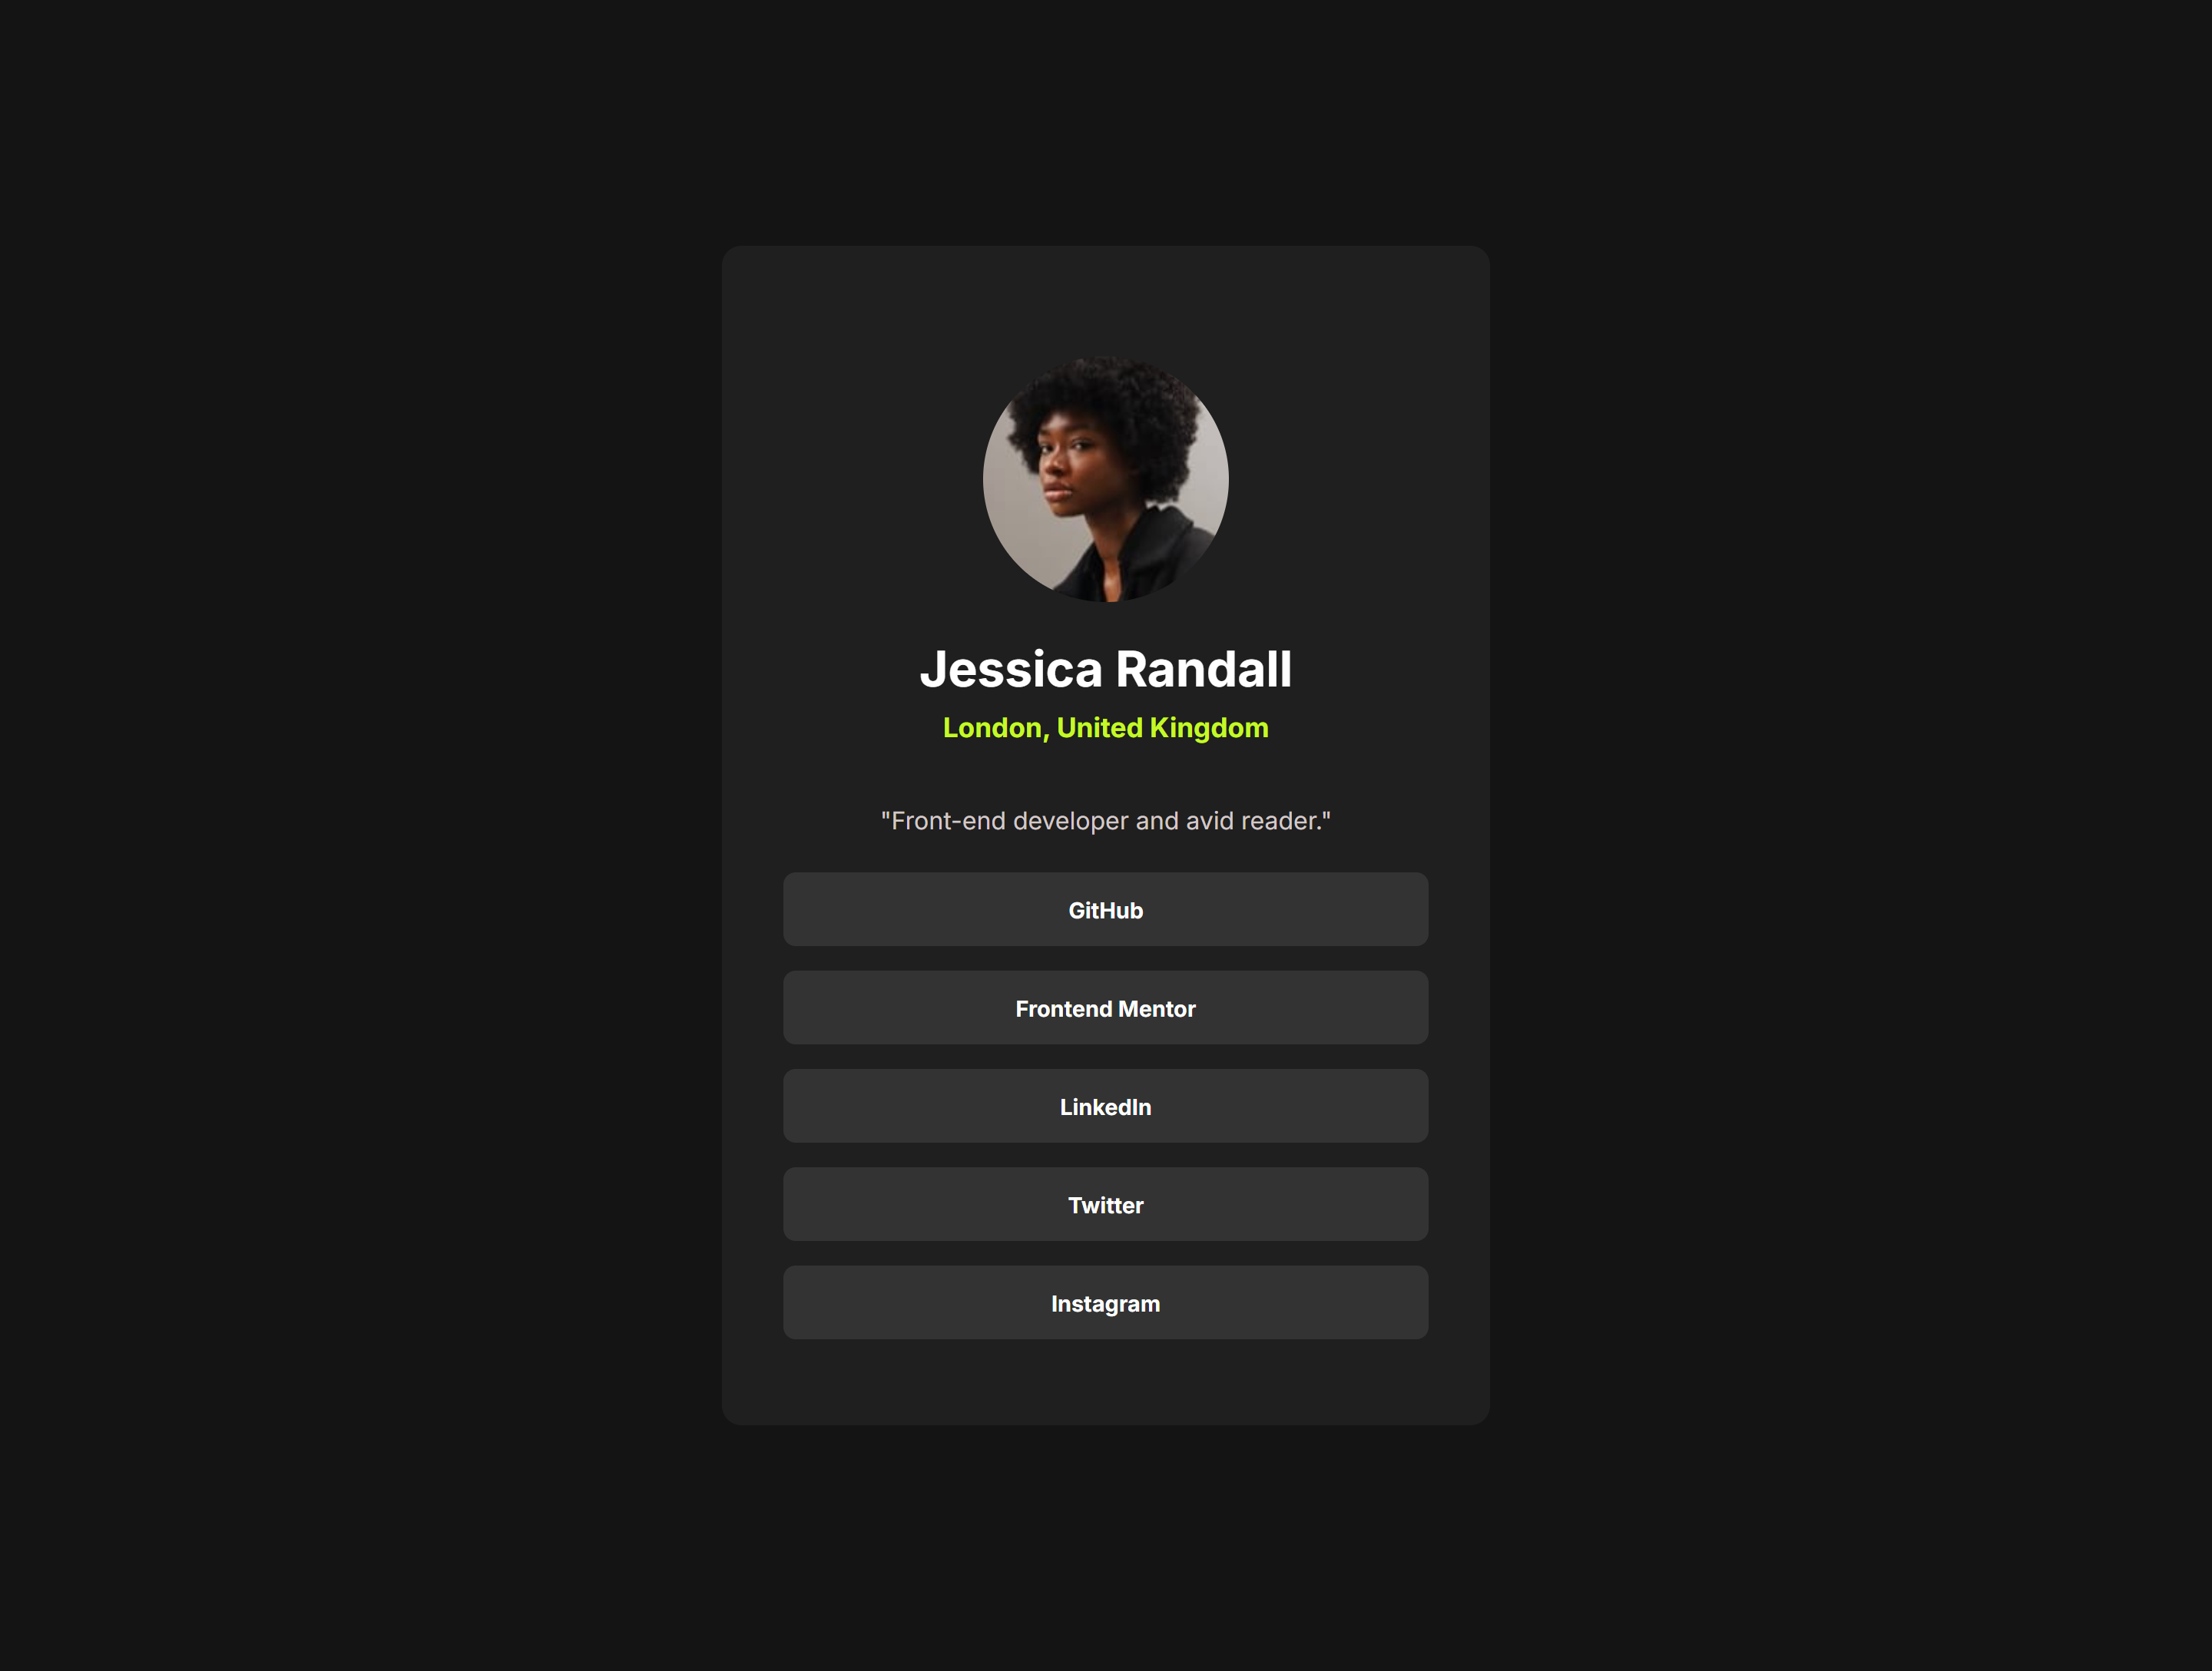 Jessica Randall
London, United Kingdom
"Front-end developer and avid reader."
GitHub
Frontend Mentor
LinkedIn
Twitter
Instagram